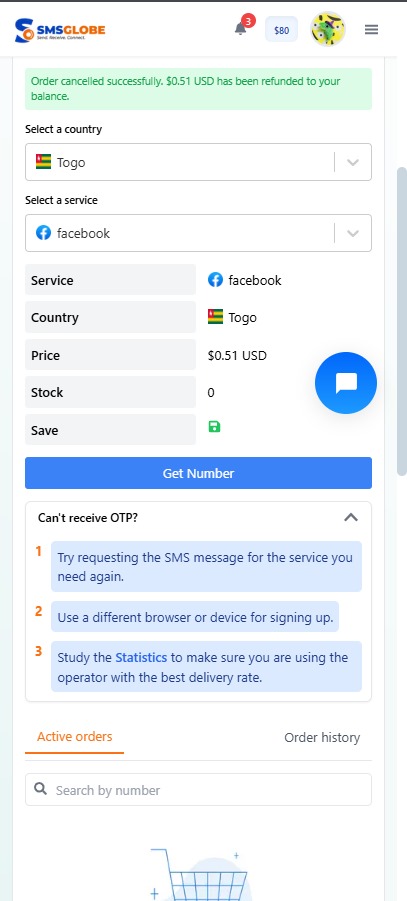 SMSGLOBE
Send. Receive. Connect.
3
$80
Order cancelled successfully. $0.51 USD has been refunded to your
balance.
Select a country
Togo
Select a service
facebook
Service
facebook
Country
Togo
Price
$0.51 USD
Stock
0
Save
Get Number
Can't receive OTP?
1
Try requesting the SMS message for the service you
need again.
2
Use a different browser or device for signing up.
3
Study the Statistics to make sure you are using the
operator with the best delivery rate.
Active orders
Order history
Search by number